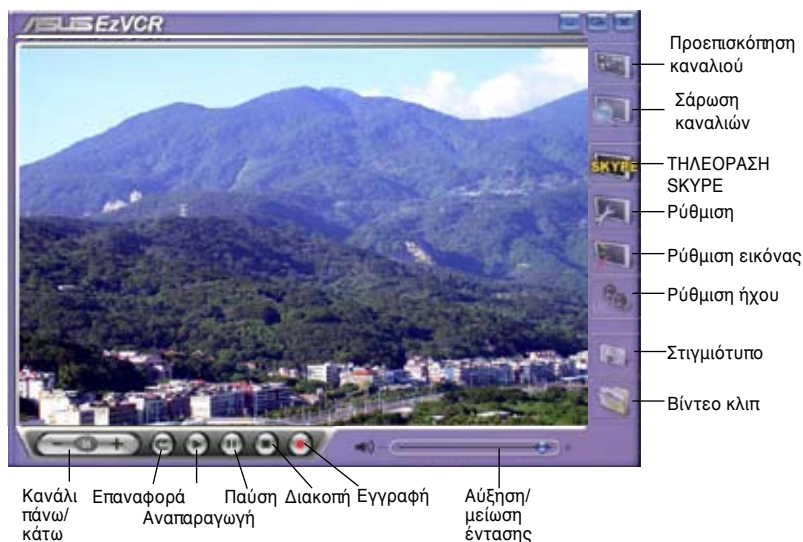 ASUS EzVCR
Προεπισκόπηση
καναλιού
Σάρωση
καναλιών
SKYPE
ΤΗΛΕΟΡΑΣΗ
SKYPE
Ρύθμιση
Ρύθμιση εικόνας
Ρύθμιση ήχου
Στιγμιότυπο
Βίντεο κλιπ
Κανάλι
πάνω/
κάτω
Επαναφορά
Αναπαραγωγή
Παύση
Διακοπή
Εγγραφή
Αύξηση/
μείωση
έντασης